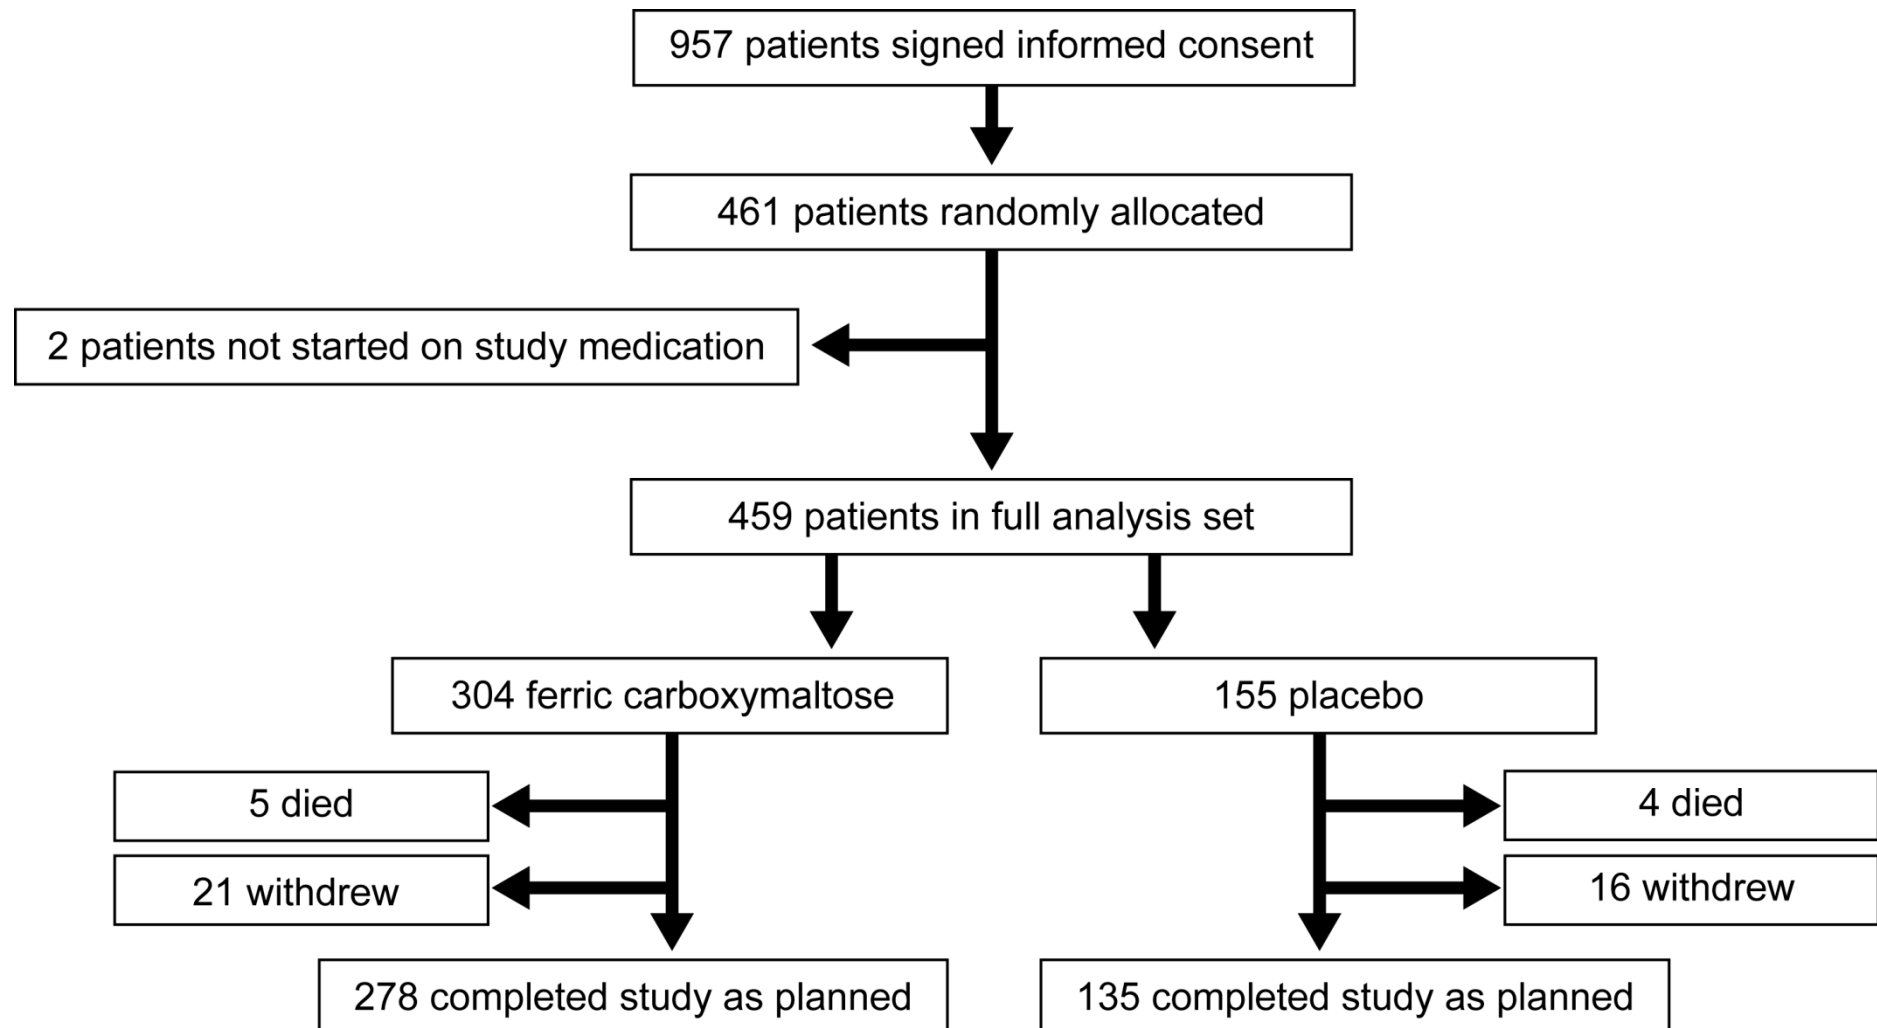 957 patients signed informed consent
461 patients randomly allocated
2 patients not started on study medication
459 patients in full analysis set
304 ferric carboxymaltose
155 placebo
5 died
4 died
21 withdrew
16 withdrew
278 completed study as planned
135 completed study as planned